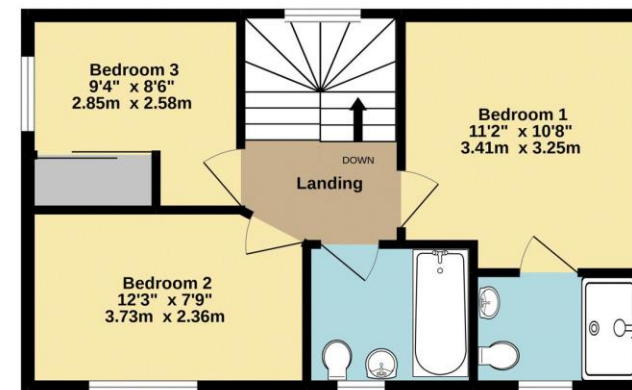 Bedroom 3
9'4" x 8'6"
2.85m x 2.58m
Bedroom 1
11'2" x 10'8"
3.41m x 3.25m
DOWN
Landing
Bedroom 2
12'3" x 7'9"
3.73m x 2.36m